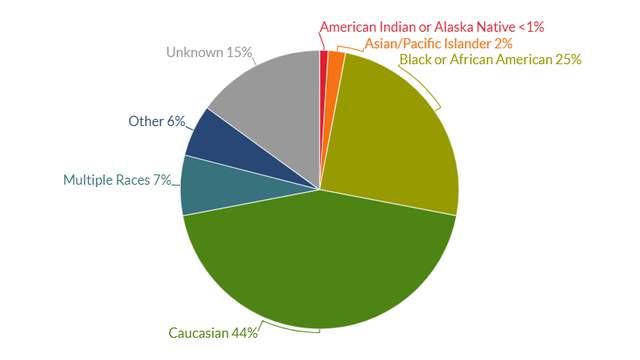 American Indian or Alaska Native <1%
Asian/Pacific Islander 2%
Black or African American 25%
Unknown 15%
Other 6%
Multiple Races 7%
Caucasian 44%